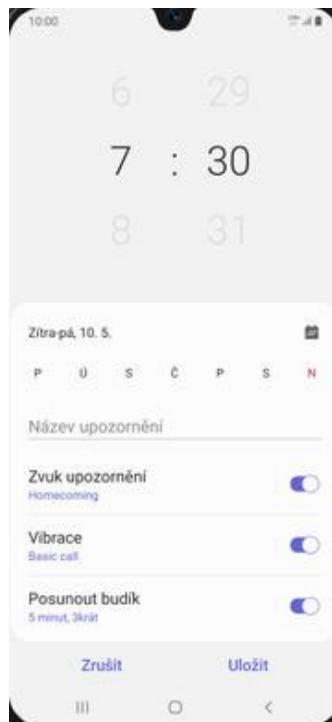 10:00
6 29
7 : 30
8 31
Zítra-pá, 10. 5.
P Ú S Č P S N
Název upozornění
Zvuk upozornění
Homecoming
Vibrace
Basic call
Posunout budík
5 minut, 3krát
Zrušit Uložit